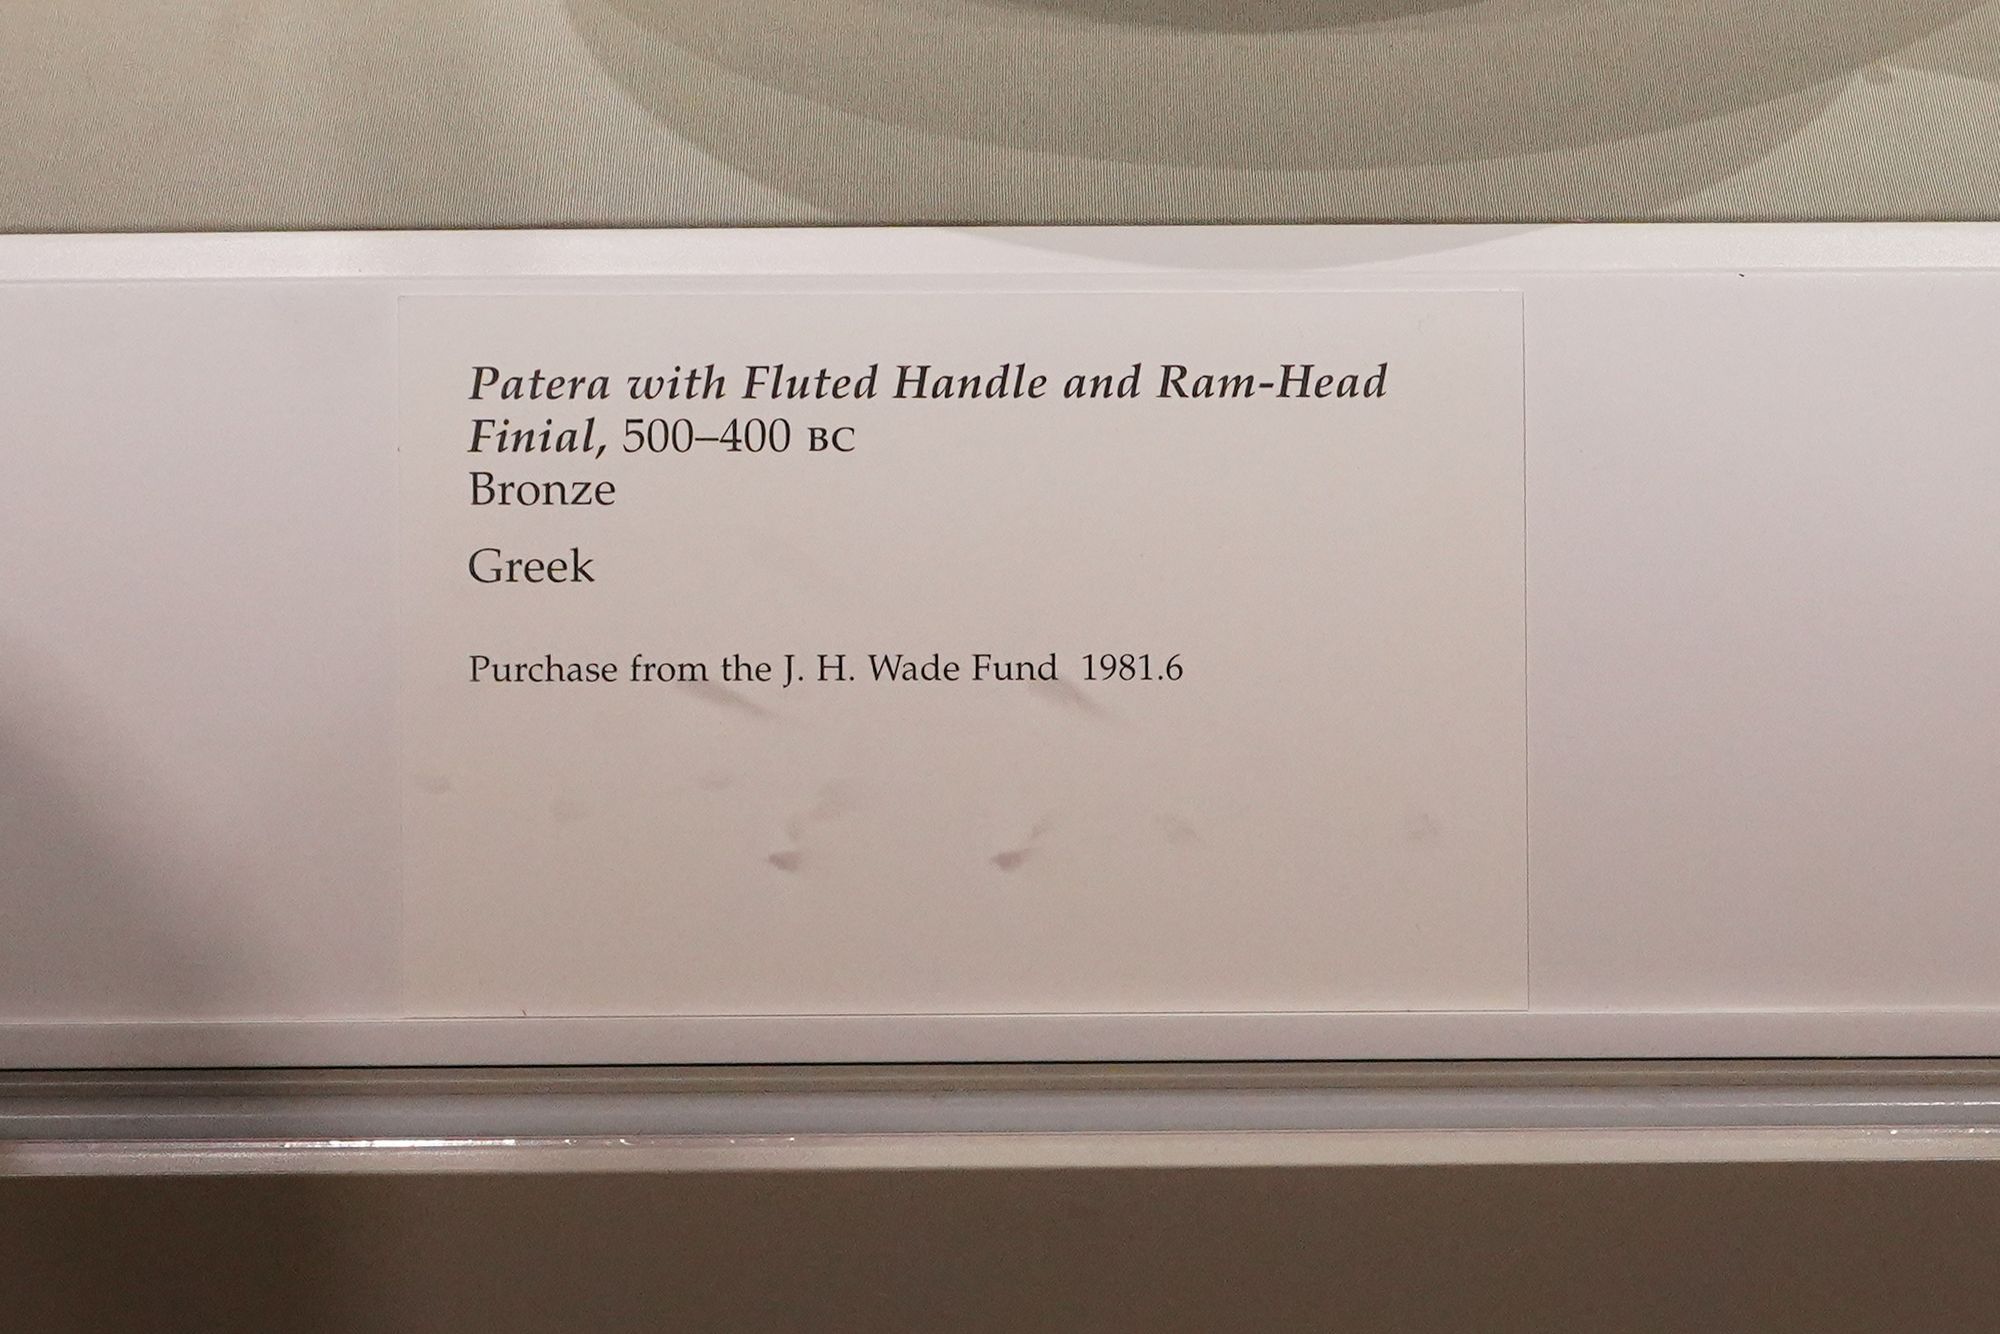 Patera with Fluted Handle and Ram-Head
Finial, 500–400 BC
Bronze
Greek
Purchase from the J. H. Wade Fund 1981.6